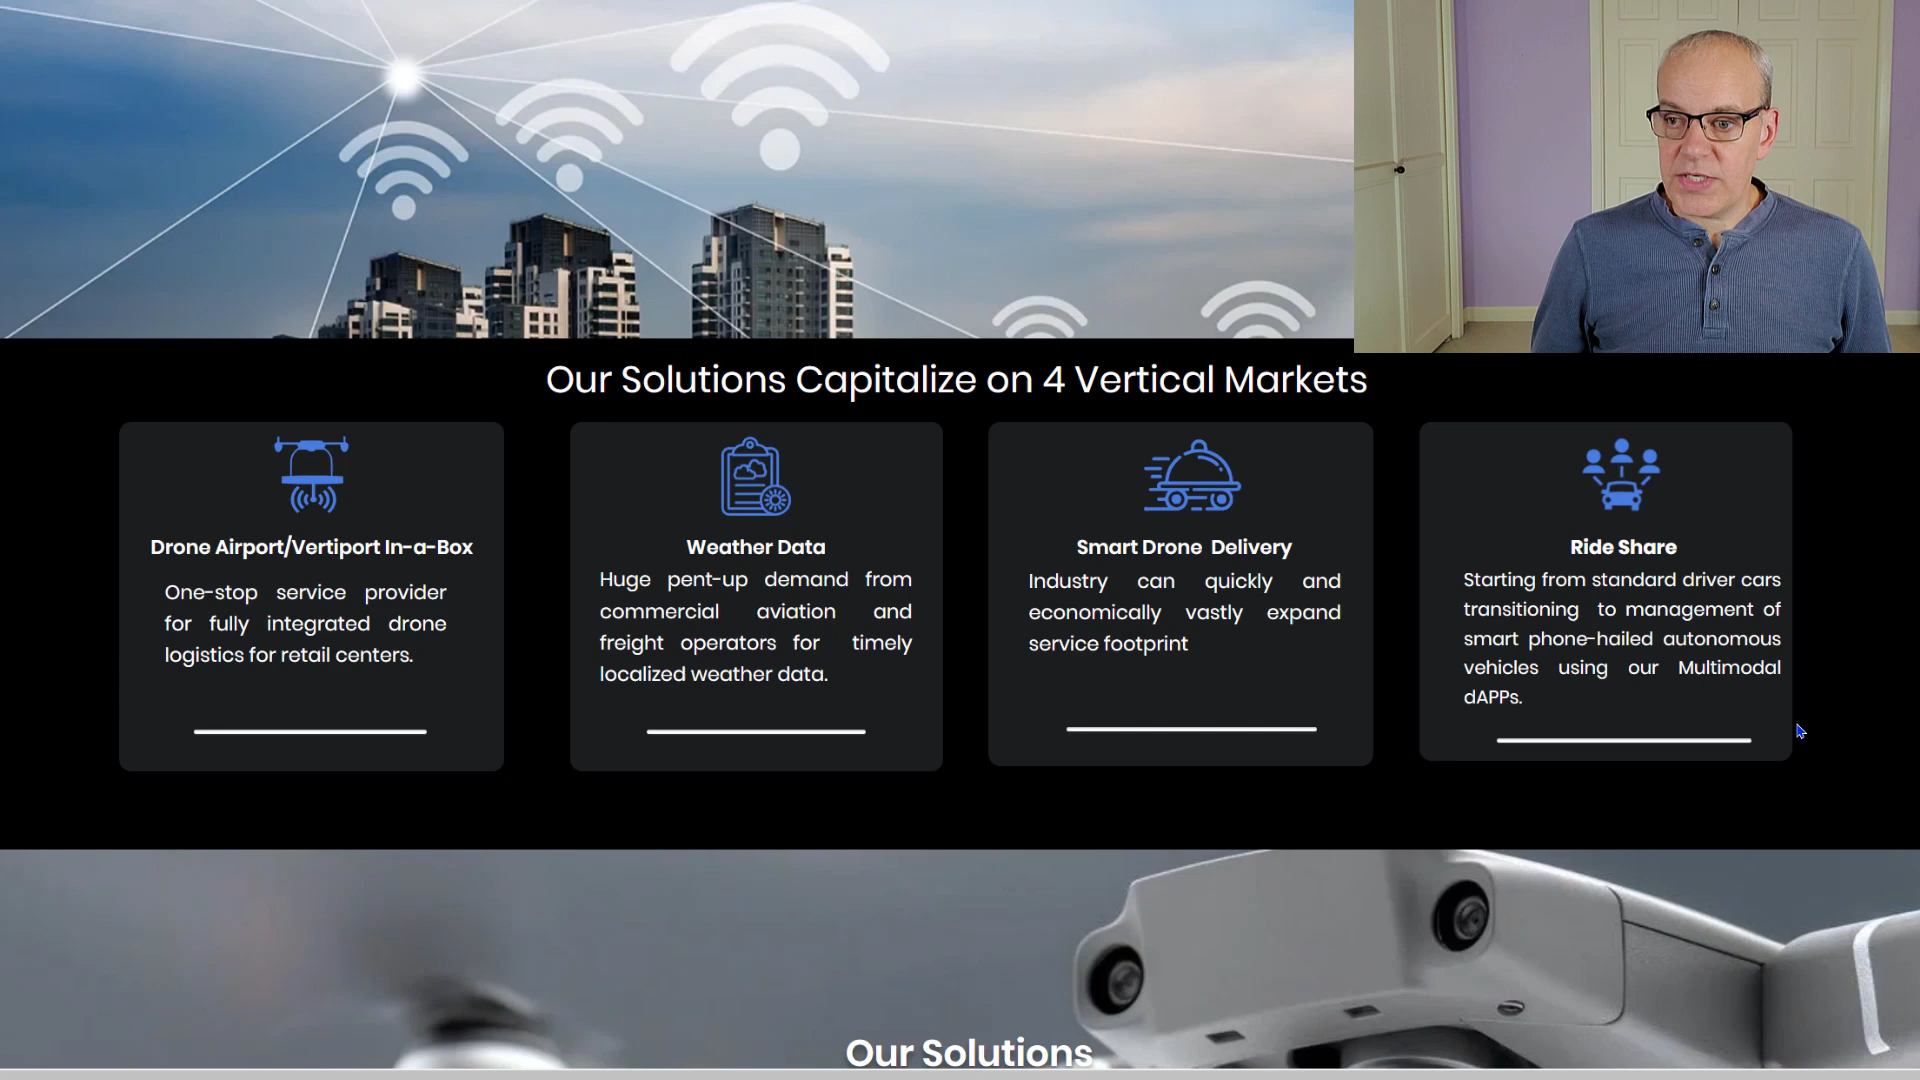 Our Solutions Capitalize on 4 Vertical Markets
Drone Airport/Vertiport In-a-Box
One-stop service provider
for fully integrated drone
logistics for retail centers.
Weather Data
Huge pent-up demand from
commercial aviation and
freight operators for timely
localized weather data.
Smart Drone Delivery
Industry can quickly and
economically vastly expand
service footprint
Ride Share
Starting from standard driver cars
transitioning to management of
smart phone-hailed autonomous
vehicles using our Multimodal
dAPPs.
Our Solutions